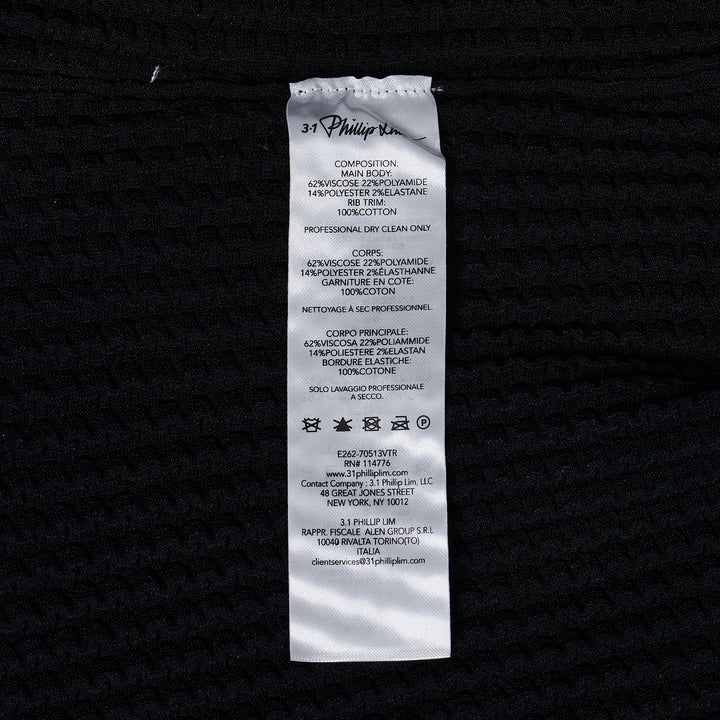 3·1 Phillip Lim
COMPOSITION:
MAIN BODY:
62%VISCOSE 22%POLYAMIDE
14%POLYESTER 2%ELASTANE
RIB TRIM:
100%COTTON
PROFESSIONAL DRY CLEAN ONLY
CORPS:
62%VISCOSE 22%POLYAMIDE
14%POLYESTER 2%ÉLASTHANNE
GARNITURE EN COTE:
100%COTON
NETTOYAGE À SEC PROFESSIONNEL.
CORPO PRINCIPALE:
62%VISCOSA 22%POLIAMMIDE
14%POLIESTERE 2%ELASTAN
BORDURE ELASTICHE:
100%COTONE
SOLO LAVAGGIO PROFESSIONALE
A SECCO.
P
E262-70513VTR
RN# 114776
www.31philliplim.com
Contact Company : 3.1 Phillip Lim, LLC
48 GREAT JONES STREET
NEW YORK, NY 10012
3.1 PHILLIP LIM
RAPPR. FISCALE ALEN GROUP S.R.L
10040 RIVALTA TORINO(TO)
ITALIA
clientservices@31philliplim.com